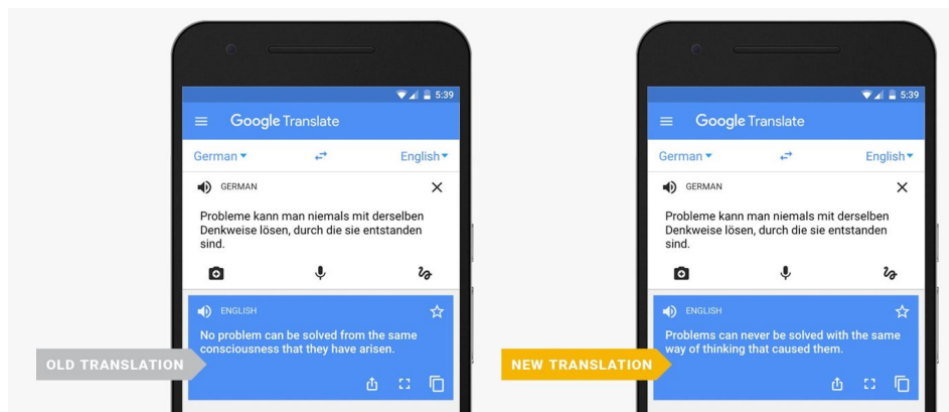 5:39
Google Translate
German
English
GERMAN
Probleme kann man niemals mit derselben
Denkweise lösen, durch die sie entstanden
sind.
ENGLISH
No problem can be solved from the same
consciousness that they have arisen.
OLD TRANSLATION
5:39
Google Translate
German
English
GERMAN
Probleme kann man niemals mit derselben
Denkweise lösen, durch die sie entstanden
sind.
ENGLISH
Problems can never be solved with the same
way of thinking that caused them.
NEW TRANSLATION